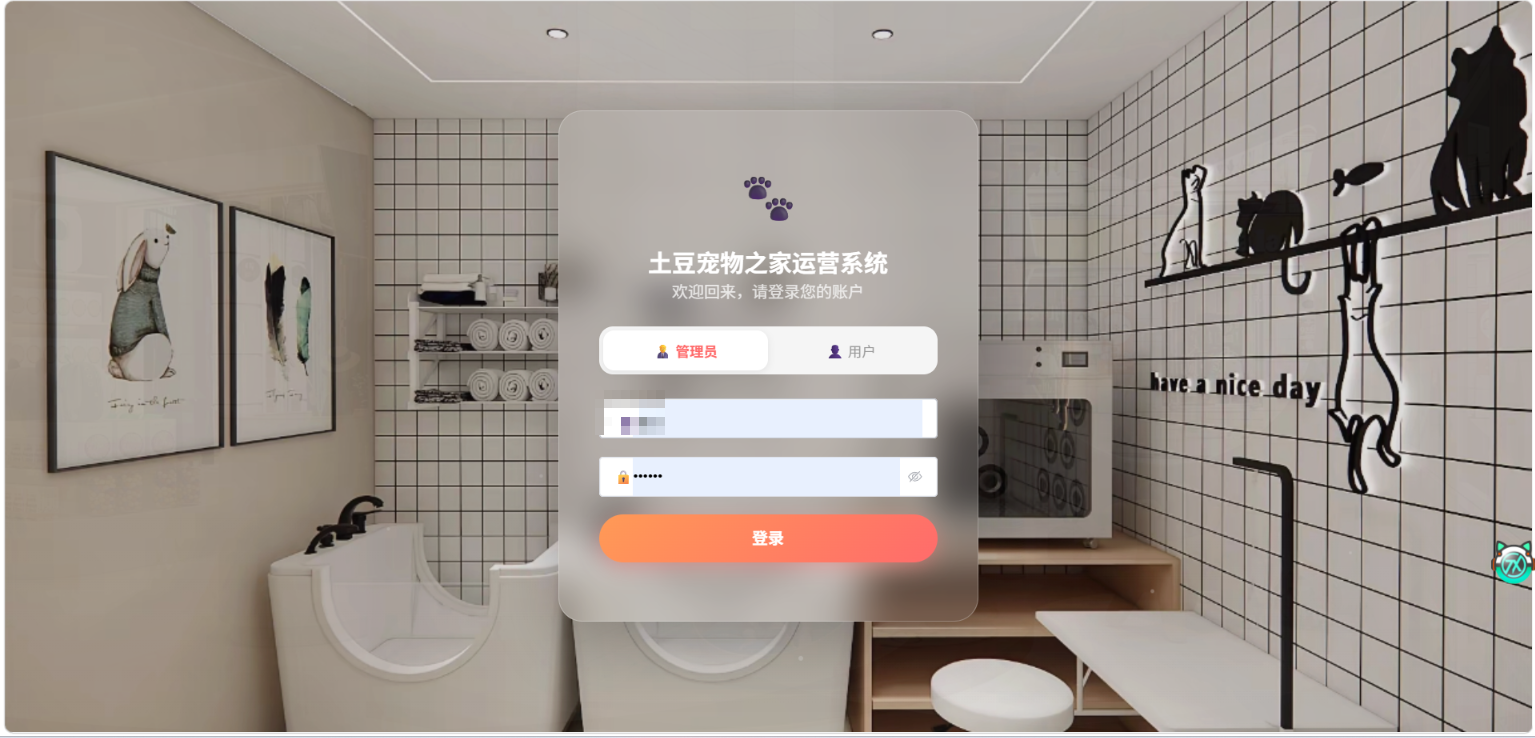 土豆宠物之家运营系统
欢迎回来，请登录您的账户
管理员
用户
••••••
登录
have a nice day